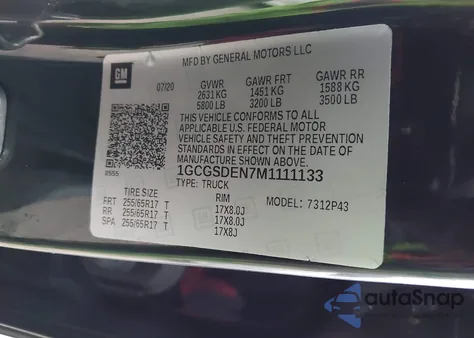 MFD BY GENERAL MOTORS LLC
GM
07/20 GVWR GAWR FRT GAWR RR
2631 KG 1451 KG 1588 KG
5800 LB 3200 LB 3500 LB
THIS VEHICLE CONFORMS TO ALL
APPLICABLE U.S. FEDERAL MOTOR
VEHICLE SAFETY AND THEFT PREVENTION
STANDARDS IN EFFECT ON THE DATE
OF MANUFACTURE SHOWN ABOVE.
1GCGSDEN7M1111133
TYPE: TRUCK
TIRE SIZE RIM MODEL: 7312P43
FRT 255/65R17 T 17X8.0J
RR 255/65R17 T 17X8.0J
SPA 255/65R17 T 17X8J
autoSnap